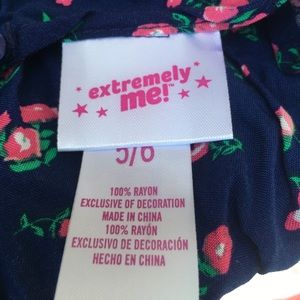 extremely
me!™
5/6
100% RAYON
EXCLUSIVE OF DECORATION
MADE IN CHINA
100% RAYÓN
EXCLUSIVO DE DECORACIÓN
HECHO EN CHINA